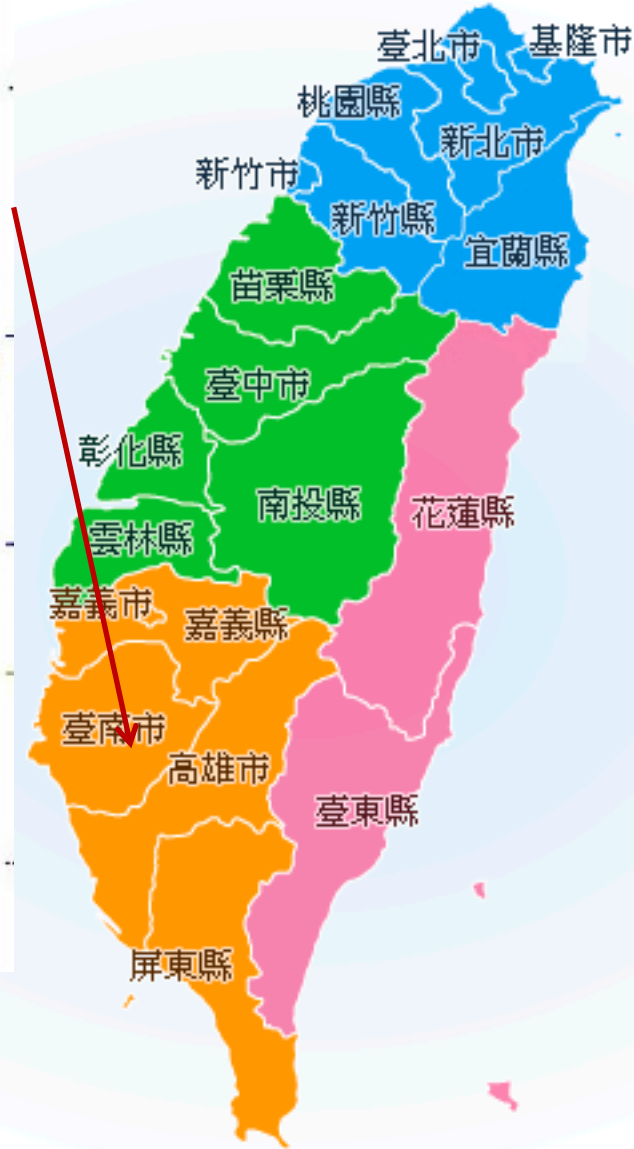 臺北市
基隆市
桃園縣
新北市
新竹市
新竹縣
宜蘭縣
苗栗縣
臺中市
彰化縣
南投縣
花蓮縣
雲林縣
嘉義市
嘉義縣
臺南市
高雄市
臺東縣
屏東縣